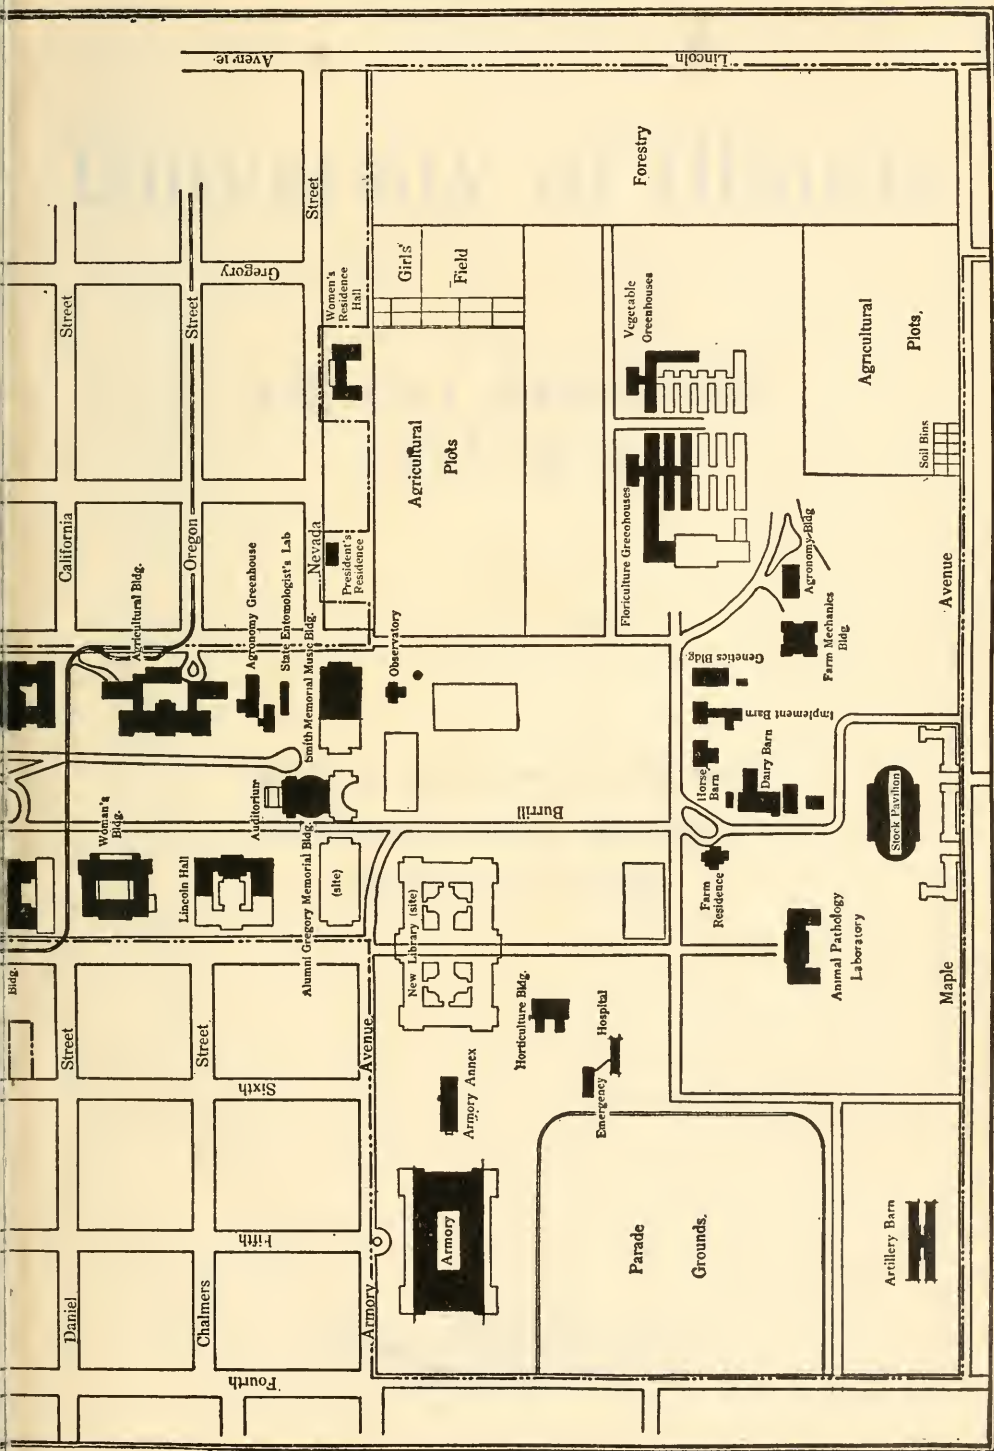 Avenue
Lincoln
Street
Gregory
Street
Street
Women's
Residence
Hall
Girls'
Field
Forestry
California
Oregon
Nevada
President's
Residence
Agricultural
Plots
Vegetable
Greenhouses
Floriculture Greenhouses
Agricultural
Plots.
Soil Bins
Avenue
Agricultural Bldg.
Agronomy Greenhouse
State Entomologist's Lab
Smith Memorial Music Bldg.
Observatory
Genetics Bldg.
Agronomy Bldg
Farm Mechanics
Bldg.
Implement Barn
Horse
Barn
Dairy Barn
Stock Pavilion
Woman's
Bldg.
Auditorium
Burrill
Lincoln Hall
Alumni Gregory Memorial Bldg.
(site)
New Library (site)
Farm
Residence
Animal Pathology
Laboratory
Maple
Bldg.
Street
Street
Sixth
Avenue
Horticulture Bldg.
Armory Annex
Emergency
Hospital
Fifth
Armory
Parade
Grounds.
Artillery Barn
Daniel
Chalmers
Armory
Fourth